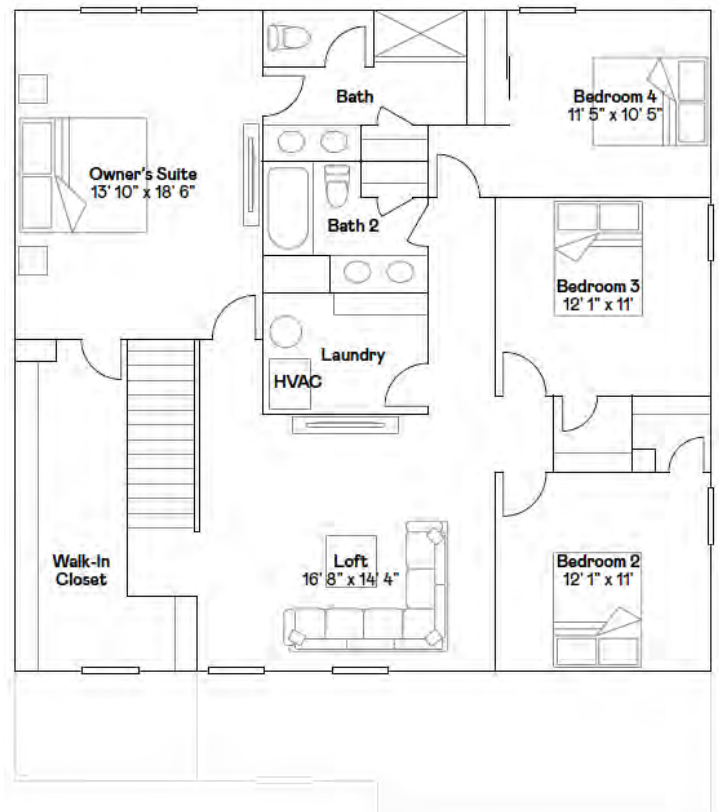 Bath
Bedroom 4
11' 5" x 10' 5"
Owner's Suite
13' 10" x 18' 6"
Bath 2
Bedroom 3
12' 1" x 11'
Laundry
HVAC
Walk-In
Closet
Loft
16' 8" x 14' 4"
Bedroom 2
12' 1" x 11'